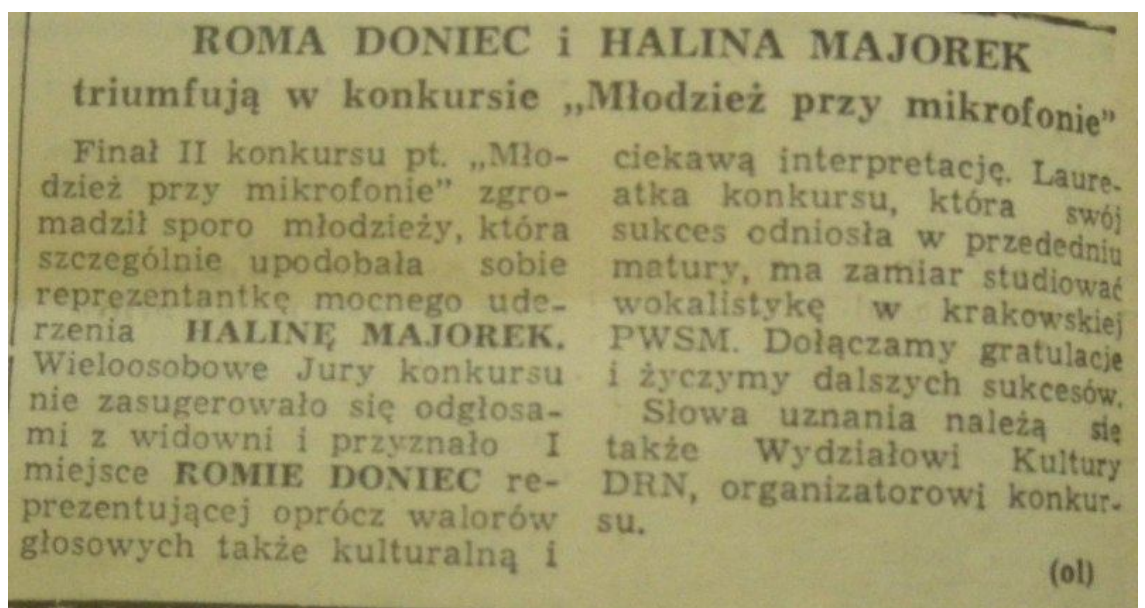 ROMA DONIEC i HALINA MAJOREK
triumfują w konkursie „Młodzież przy mikrofonie”
Finał II konkursu pt. „Mło-
dzież przy mikrofonie” zgro-
madził sporo młodzieży, która
szczególnie upodobała sobie
reprezentantkę mocnego ude-
rzenia HALINĘ MAJOREK.
Wieloosobowe Jury konkursu
nie zasugerowało się odgłosa-
mi z widowni i przyznało I
miejsce ROMIE DONIEC re-
prezentującej oprócz walorów
głosowych także kulturalną i
ciekawą interpretację. Laure-
atka konkursu, która swój
sukces odniosła w przededniu
matury, ma zamiar studiować
wokalistykę w krakowskiej
PWSM. Dołączamy gratulacje
i życzymy dalszych sukcesów.
Słowa uznania należą się
także Wydziałowi Kultury
DRN, organizatorowi konkur-
su.
(ol)